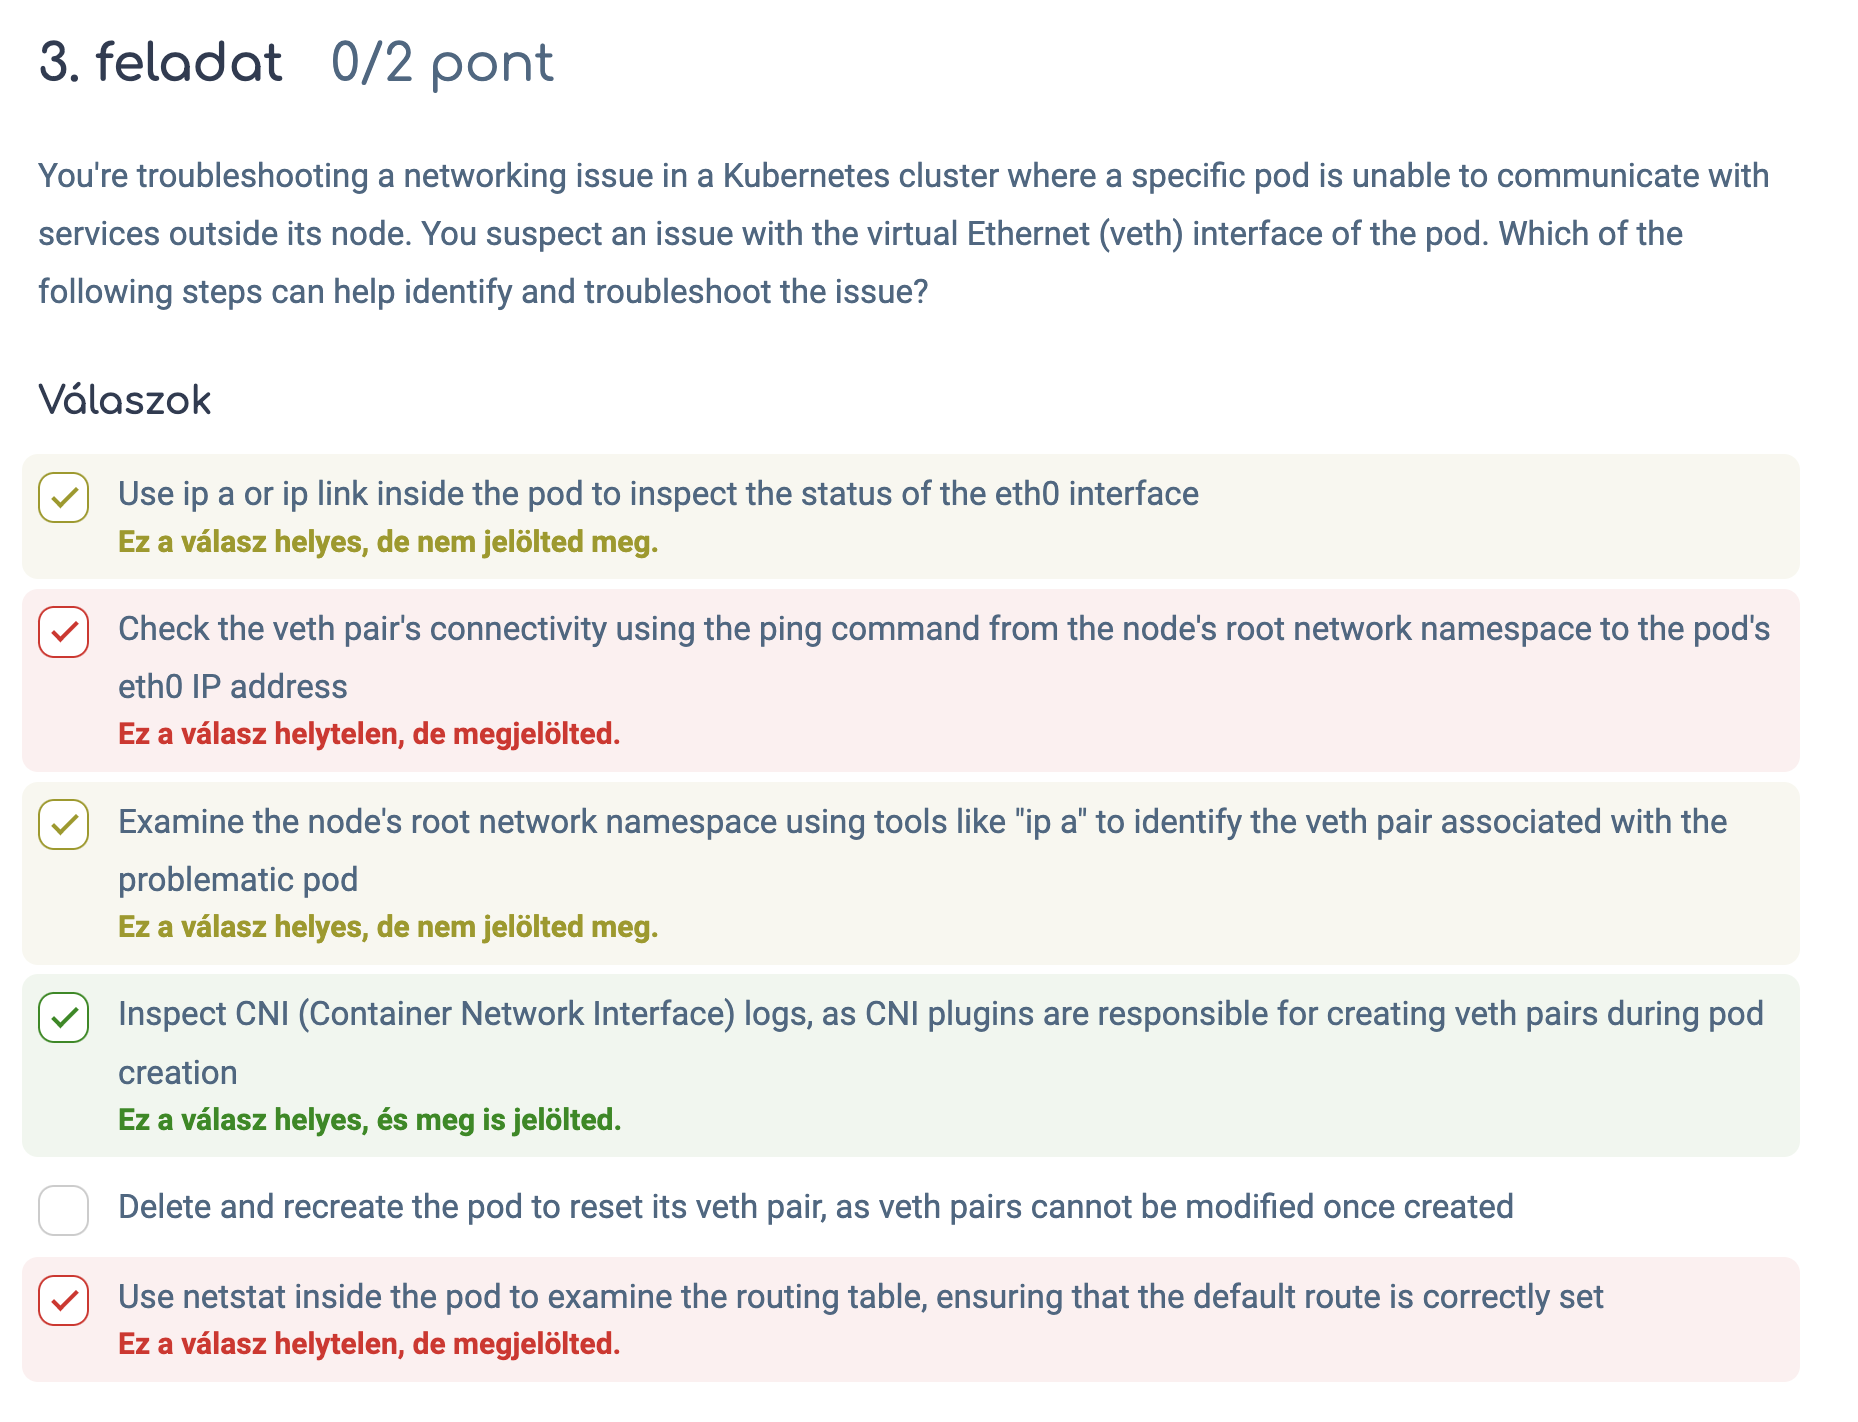 3. feladat 0/2 pont
You're troubleshooting a networking issue in a Kubernetes cluster where a specific pod is unable to communicate with
services outside its node. You suspect an issue with the virtual Ethernet (veth) interface of the pod. Which of the
following steps can help identify and troubleshoot the issue?
Válaszok
Use ip a or ip link inside the pod to inspect the status of the eth0 interface
Ez a válasz helyes, de nem jelölted meg.
Check the veth pair's connectivity using the ping command from the node's root network namespace to the pod's
eth0 IP address
Ez a válasz helytelen, de megjelölted.
Examine the node's root network namespace using tools like "ip a" to identify the veth pair associated with the
problematic pod
Ez a válasz helyes, de nem jelölted meg.
Inspect CNI (Container Network Interface) logs, as CNI plugins are responsible for creating veth pairs during pod
creation
Ez a válasz helyes, és meg is jelölted.
Delete and recreate the pod to reset its veth pair, as veth pairs cannot be modified once created
Use netstat inside the pod to examine the routing table, ensuring that the default route is correctly set
Ez a válasz helytelen, de megjelölted.